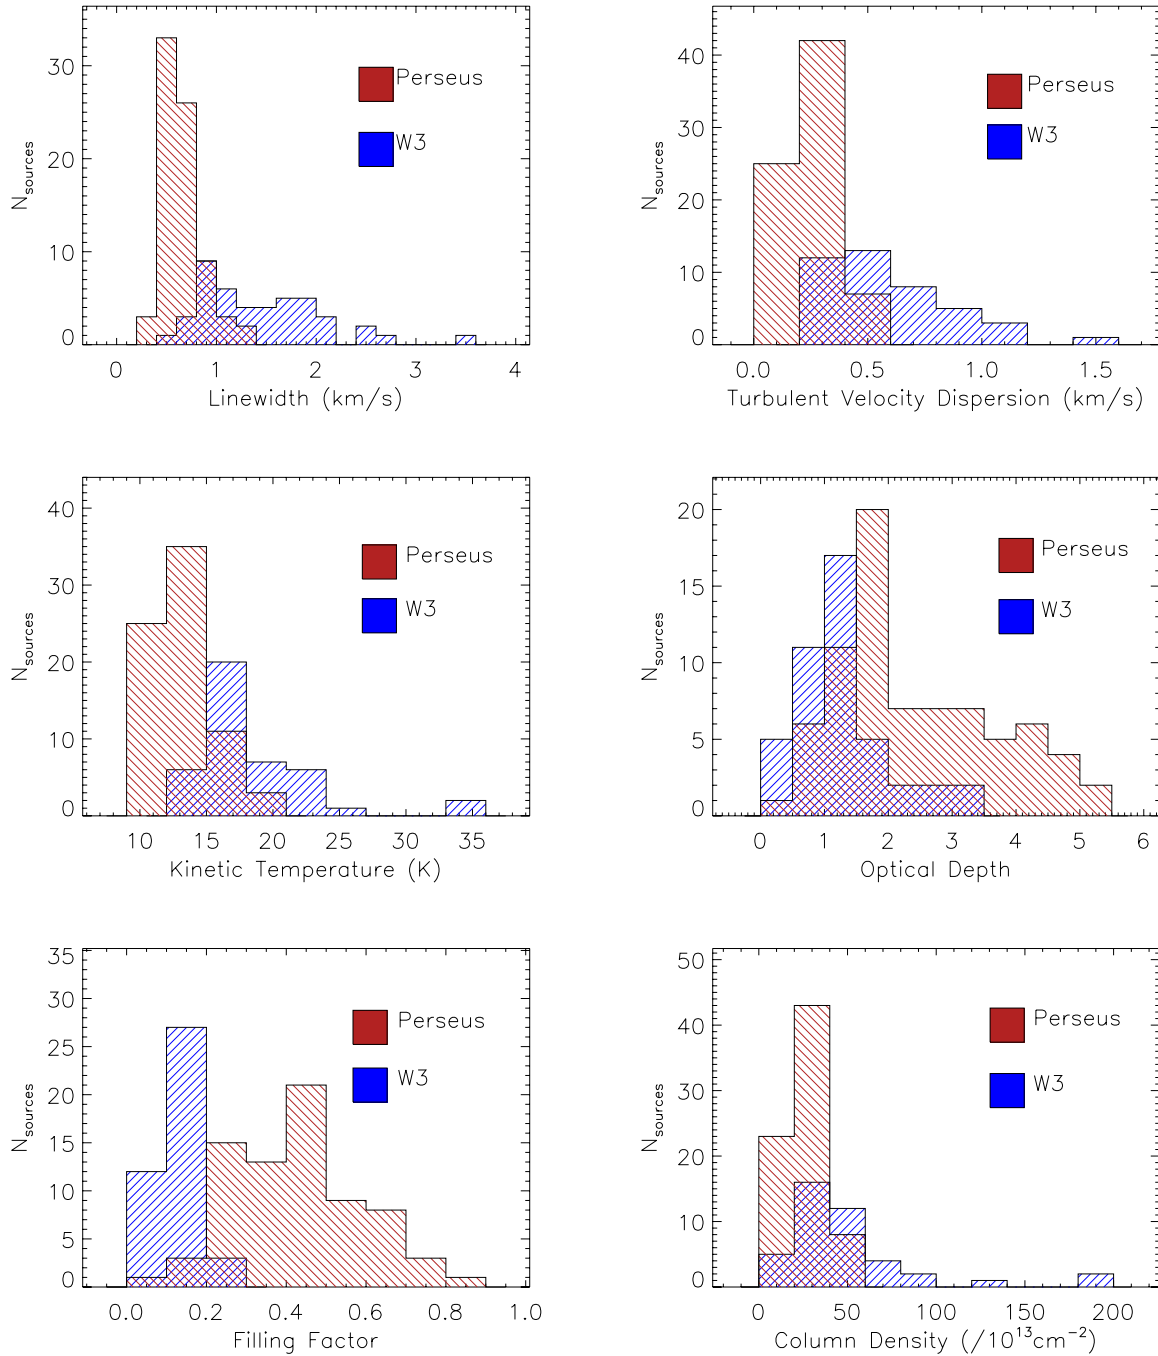 30
20
10
0
N_sources
Perseus
W3
0 1 2 3 4
Linewidth (km/s)
40
30
20
10
0
N_sources
Perseus
W3
0.0 0.5 1.0 1.5
Turbulent Velocity Dispersion (km/s)
40
30
20
10
0
N_sources
Perseus
W3
10 15 20 25 30 35
Kinetic Temperature (K)
20
15
10
5
0
N_sources
Perseus
W3
0 1 2 3 4 5 6
Optical Depth
35
30
25
20
15
10
5
0
N_sources
Perseus
W3
0.0 0.2 0.4 0.6 0.8 1.0
Filling Factor
50
40
30
20
10
0
N_sources
Perseus
W3
0 50 100 150 200
Column Density (/10¹³cm⁻²)